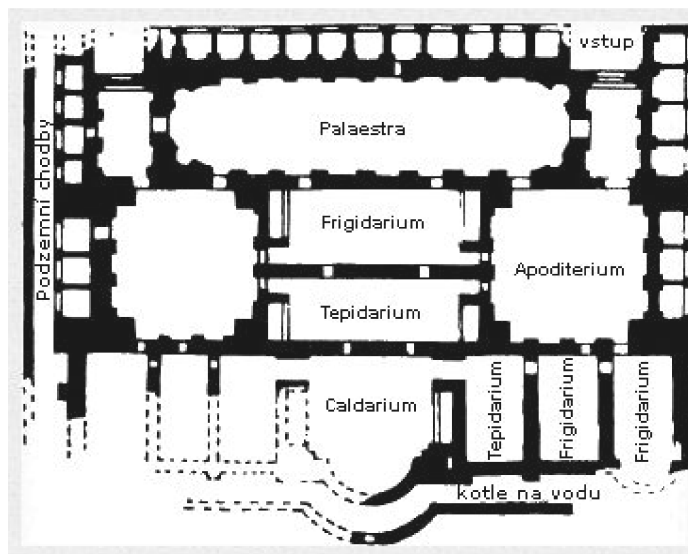 vstup
Palaestra
Podzemní chodby
Frigidarium
Apoditerium
Tepidarium
Caldarium
Tepidarium
Frigidarium
Frigidarium
kotle na vodu